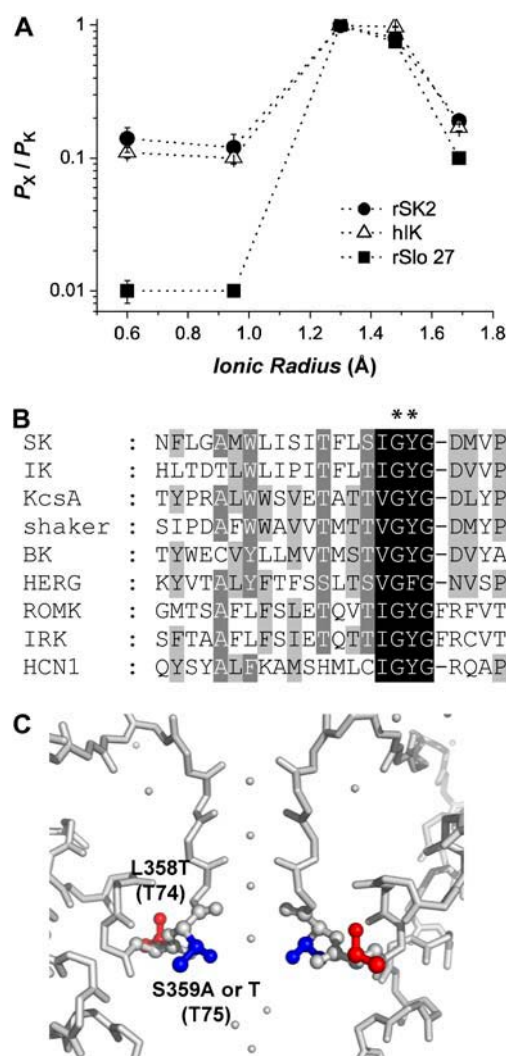 A
P_X / P_K
1
0.1
0.01
rSK2
hIK
rSlo 27
0.6 0.8 1.0 1.2 1.4 1.6 1.8
Ionic Radius (Å)
B
**
SK : NFLGAMWLISITFLSIGYG-DMVP
IK : HLTDTLWLIPITFLTIGYG-DVVP
KcsA : TYPRALWWSVETATTVGYG-DLYP
shaker : SIPDAFWWAVVTMTTVGYG-DMYP
BK : TYWECVYLLMVTMSTVGYG-DVYA
HERG : KYVTALYFTFSSLTSVGFG-NVSP
ROMK : GMTSAFLFSLETQVTIGYGFRFVT
IRK : SFTAAFLFSIETQTTIGYGFRCVT
HCN1 : QYSYALFKAMSHMLCIGYG-RQAP
C
L358T
(T74)
S359A or T
(T75)